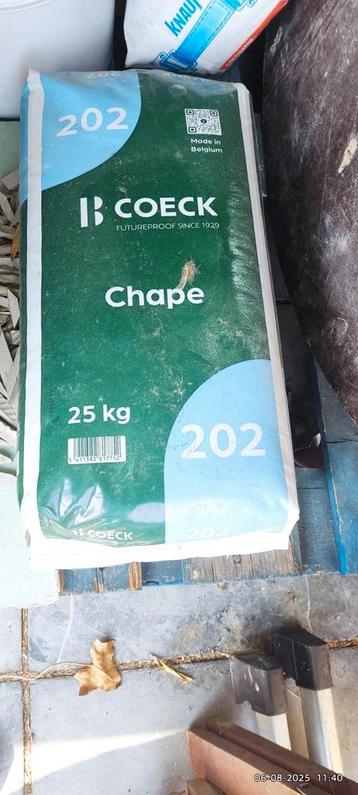 KNAUF
202
Made in
Belgium
COECK
FUTUREPROOF SINCE 1929
Chape
25 kg
202
COECK
202
06-08-2025 11:40